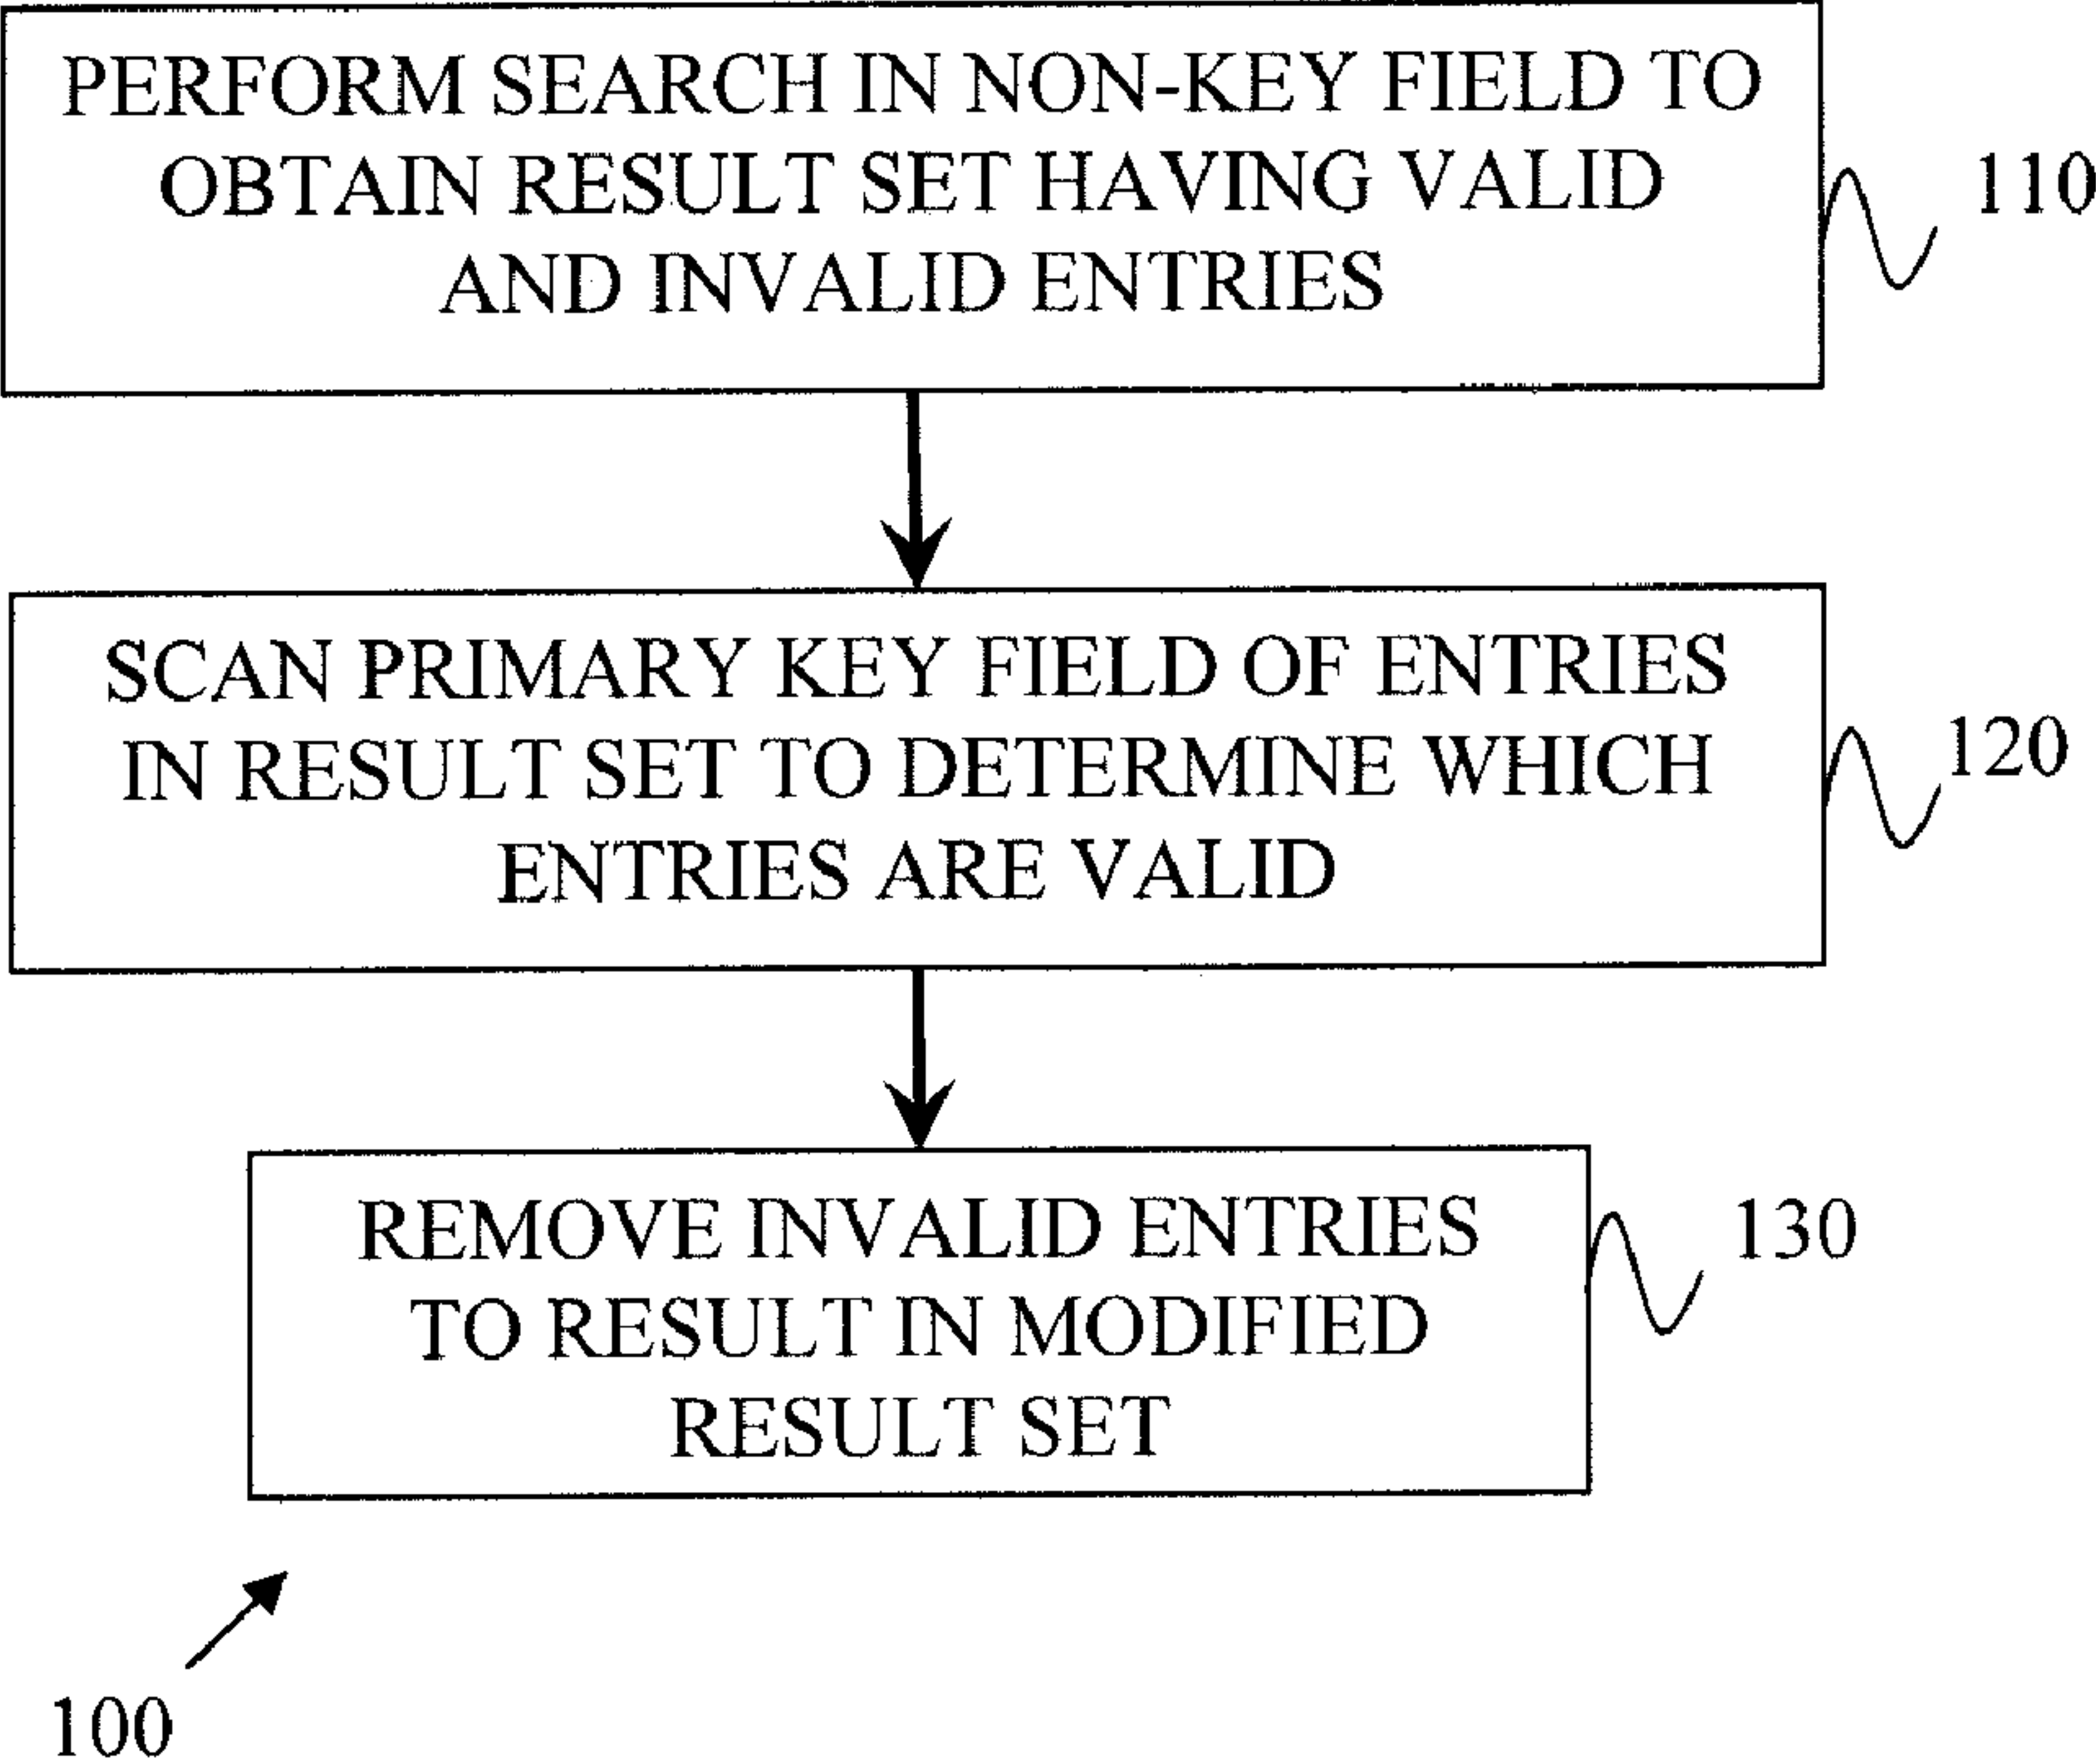 PERFORM SEARCH IN NON-KEY FIELD TO
OBTAIN RESULT SET HAVING VALID
AND INVALID ENTRIES
110
SCAN PRIMARY KEY FIELD OF ENTRIES
IN RESULT SET TO DETERMINE WHICH
ENTRIES ARE VALID
120
REMOVE INVALID ENTRIES
TO RESULT IN MODIFIED
RESULT SET
130
100